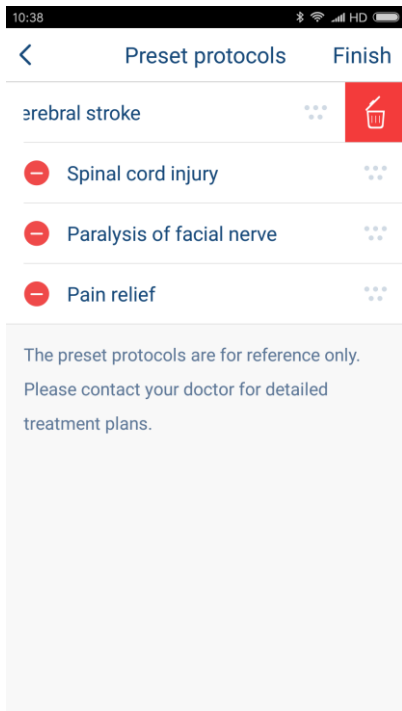 10:38 HD
Preset protocols Finish
erebral stroke
Spinal cord injury
Paralysis of facial nerve
Pain relief
The preset protocols are for reference only.
Please contact your doctor for detailed
treatment plans.